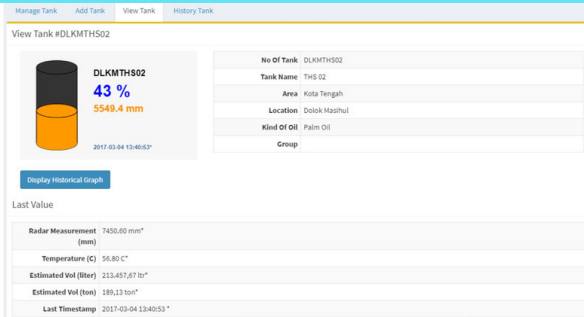 Manage Tank Add Tank View Tank History Tank
View Tank #DLKMTHS02
DLKMTHS02
43 %
5549.4 mm
2017-03-04 13:40:53*
No Of Tank DLKMTHS02
Tank Name THS 02
Area Kota Tengah
Location Dolok Masihul
Kind Of Oil Palm Oil
Group
Display Historical Graph
Last Value
Radar Measurement 7450.60 mm*
(mm)
Temperature (C) 56.80 C*
Estimated Vol (liter) 213.457,67 ltr*
Estimated Vol (ton) 189,13 ton*
Last Timestamp 2017-03-04 13:40:53 *